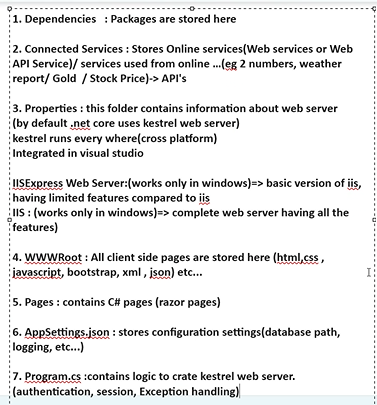 1. Dependencies : Packages are stored here
2. Connected Services : Stores Online services(Web services or Web
API Service)/ services used from online ...(eg 2 numbers, weather
report/ Gold / Stock Price)-> API's
3. Properties : this folder contains information about web server
(by default .net core uses kestrel web server)
kestrel runs every where(cross platform)
Integrated in visual studio
IISExpress Web Server:(works only in windows)=> basic version of iis,
having limited features compared to iis
IIS : (works only in windows)=> complete web server having all the
features)
4. WWWRoot : All client side pages are stored here (html,css ,
javascript, bootstrap, xml , json) etc...
5. Pages : contains C# pages (razor pages)
6. AppSettings.json : stores configuration settings(database path,
logging, etc...)
7. Program.cs :contains logic to crate kestrel web server.
(authentication, session, Exception handling)